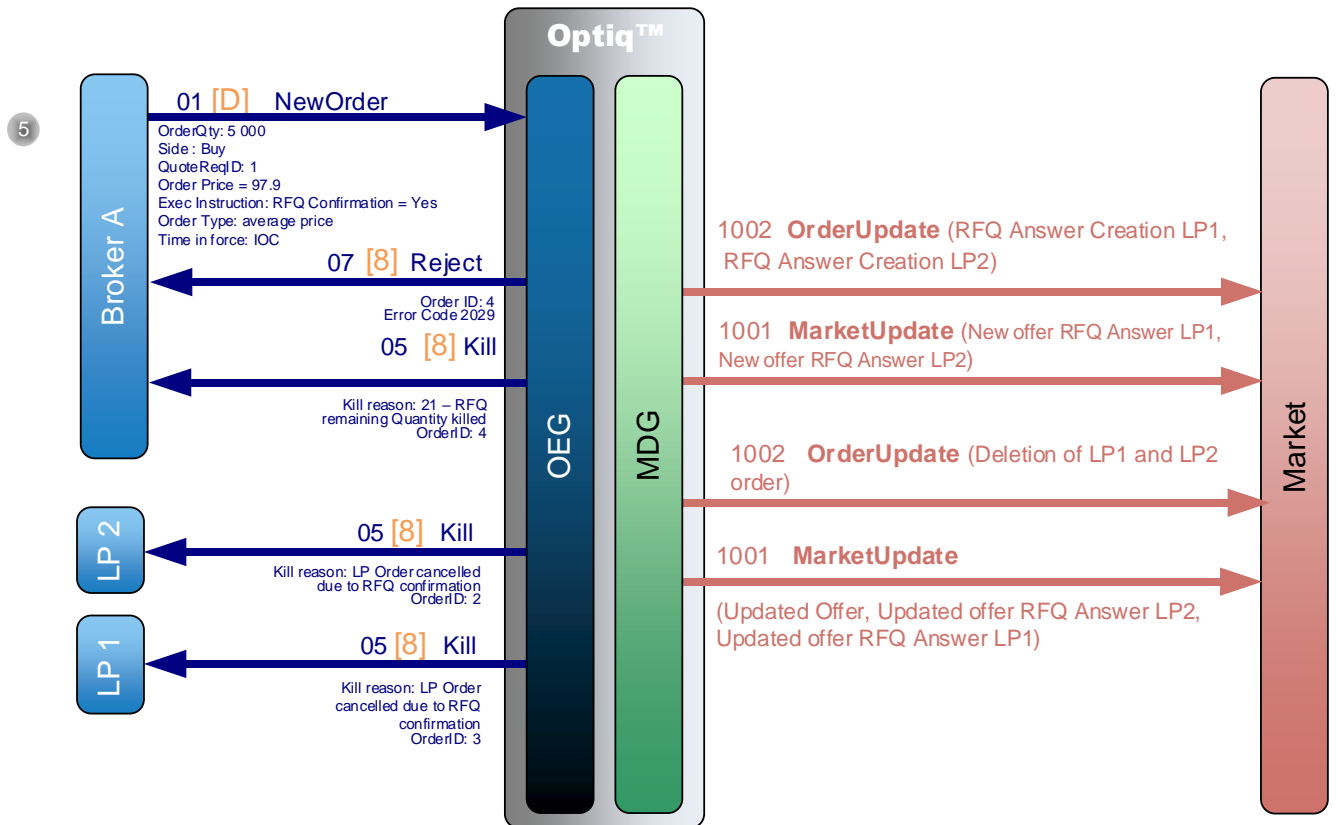 Optiq™
5
01 [D] NewOrder
OrderQty: 5 000
Side : Buy
QuoteReqID: 1
Order Price = 97.9
Exec Instruction: RFQ Confirmation = Yes
Order Type: average price
Time in force: IOC
Broker A
07 [8] Reject
Order ID: 4
Error Code 2029
05 [8] Kill
Kill reason: 21 – RFQ
remaining Quantity killed
OrderID: 4
LP 2
05 [8] Kill
Kill reason: LP Order cancelled
due to RFQ confirmation
OrderID: 2
LP 1
05 [8] Kill
Kill reason: LP Order
cancelled due to RFQ
confirmation
OrderID: 3
OEG
MDG
1002 OrderUpdate (RFQ Answer Creation LP1,
RFQ Answer Creation LP2)
1001 MarketUpdate (New offer RFQ Answer LP1,
New offer RFQ Answer LP2)
1002 OrderUpdate (Deletion of LP1 and LP2
order)
1001 MarketUpdate
(Updated Offer, Updated offer RFQ Answer LP2,
Updated offer RFQ Answer LP1)
Market